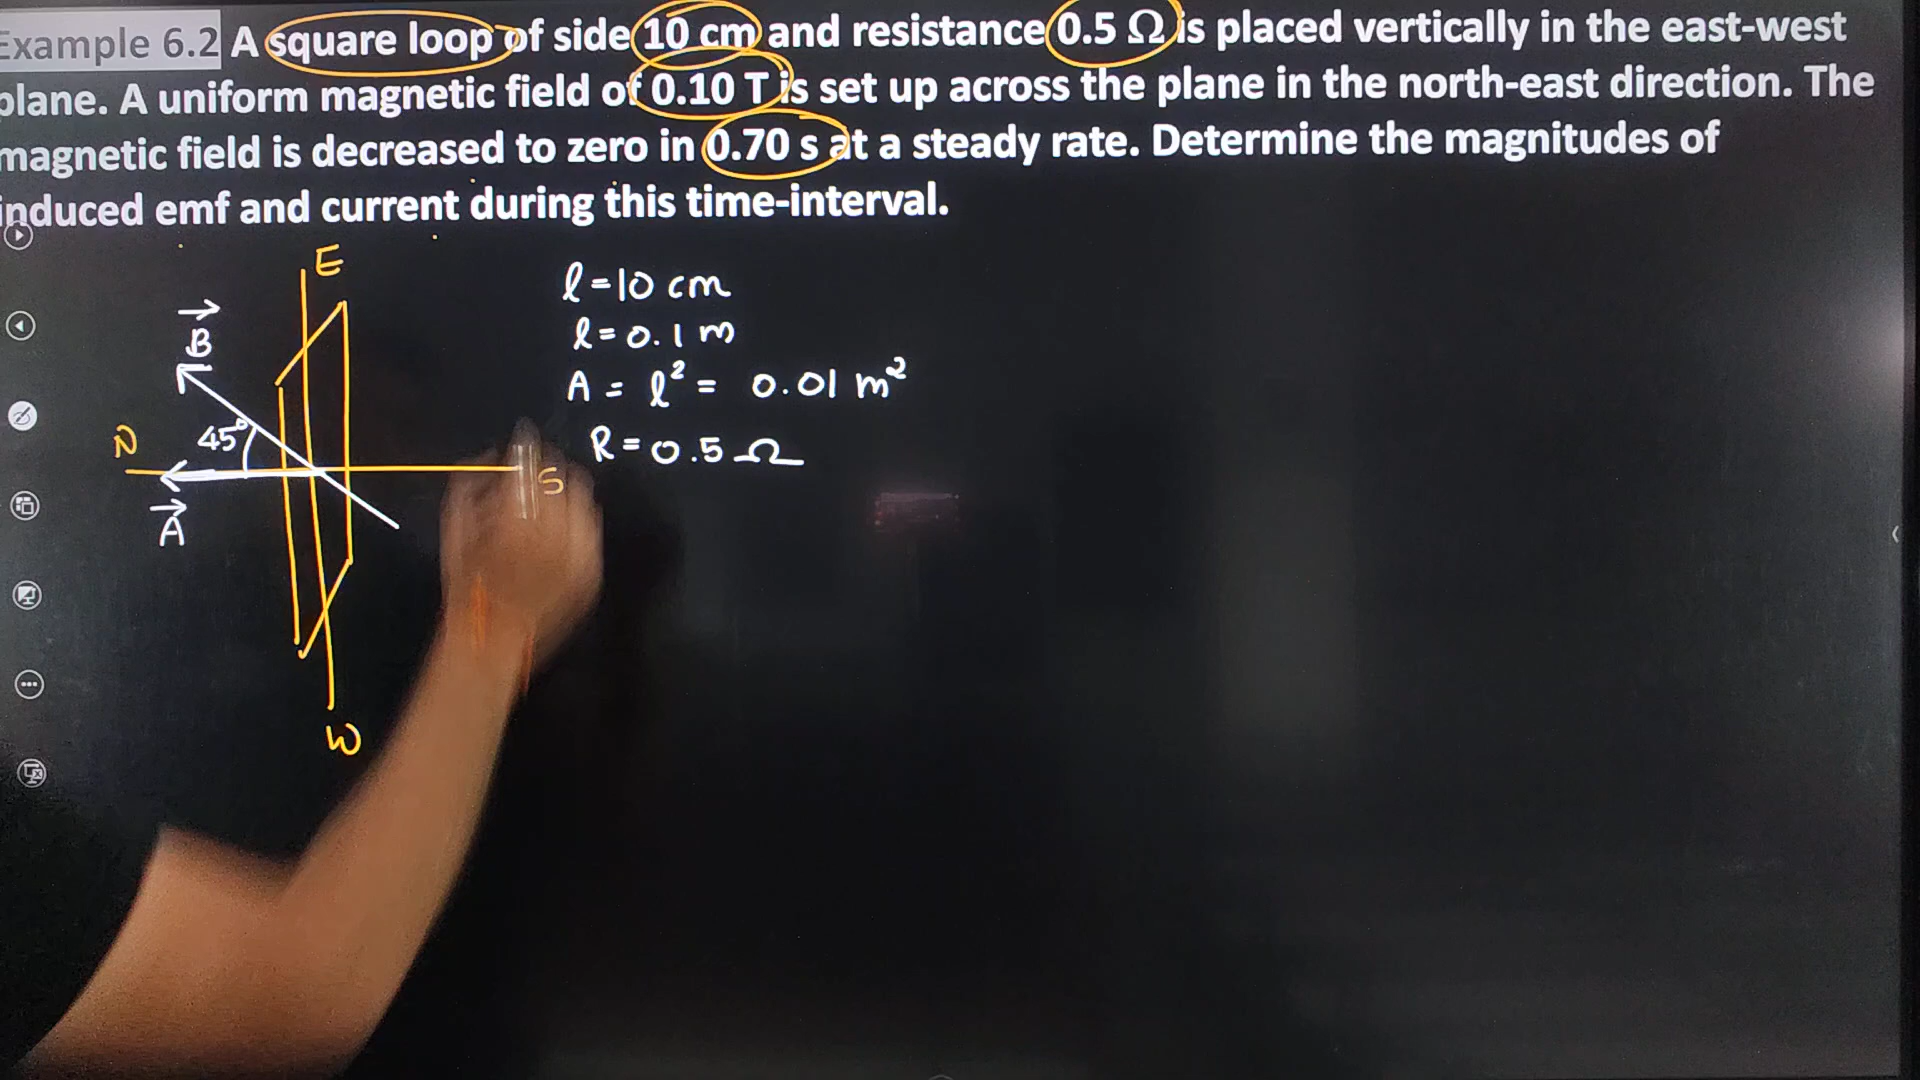 Example 6.2 A square loop of side 10 cm and resistance 0.5 Ω is placed vertically in the east-west
plane. A uniform magnetic field of 0.10 T is set up across the plane in the north-east direction. The
magnetic field is decreased to zero in 0.70 s at a steady rate. Determine the magnitudes of
induced emf and current during this time-interval.
E
l = 10 cm
B
l = 0.1 m
A = l² = 0.01 m²
N
45°
R = 0.5 Ω
S
A
W